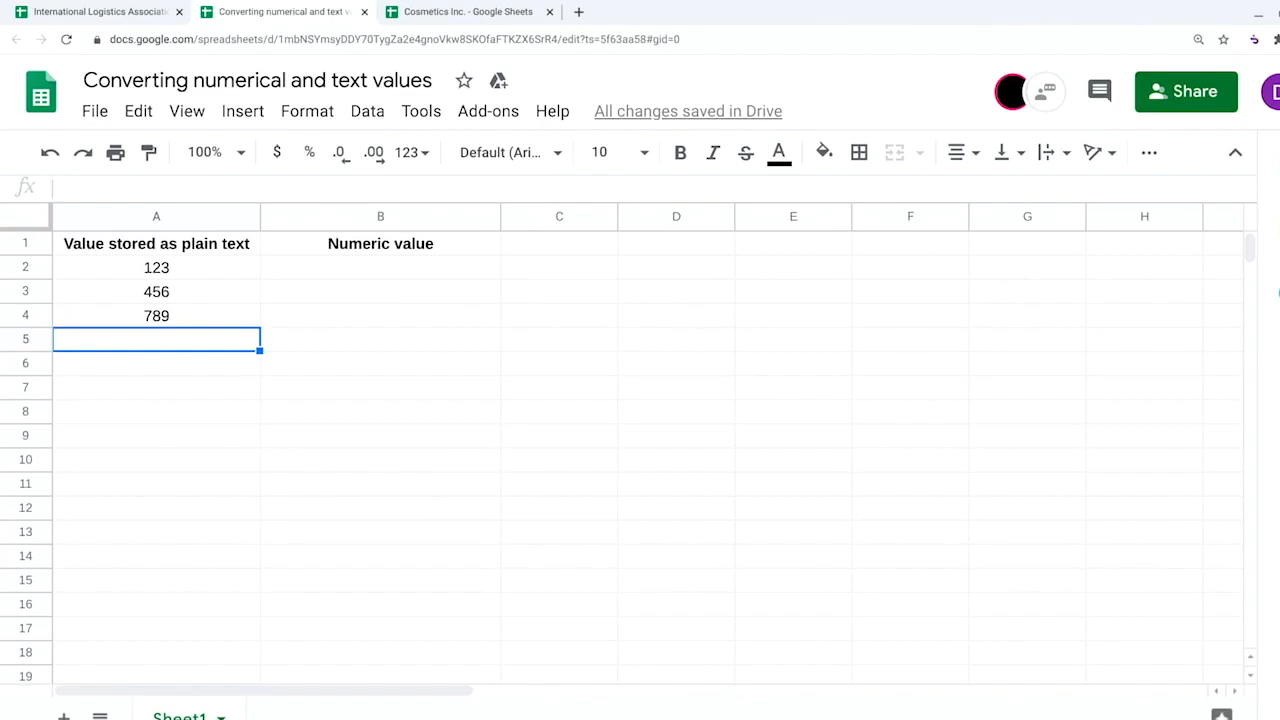 International Logistics Associati
Converting numerical and text v
Cosmetics Inc. - Google Sheets
docs.google.com/spreadsheets/d/1mbNSYmsyDDY70TygZa2e4gnoVkw8SKOfaFTKZX6SrR4/edit?ts=5f63aa58#gid=0
Converting numerical and text values
Share
D
File Edit View Insert Format Data Tools Add-ons Help All changes saved in Drive
100% $ % .0 .00 123 Default (Ari... 10 B I S A
fx
A B C D E F G H
1 Value stored as plain text Numeric value
2 123
3 456
4 789
5
6
7
8
9
10
11
12
13
14
15
16
17
18
19
Sheet1